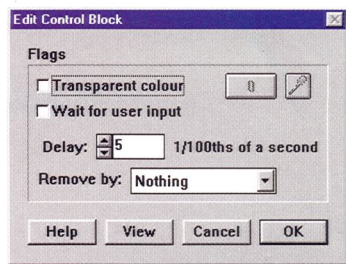 Edit Control Block
Flags
Transparent colour 0
Wait for user input
Delay: 5 1/100ths of a second
Remove by: Nothing
Help View Cancel OK